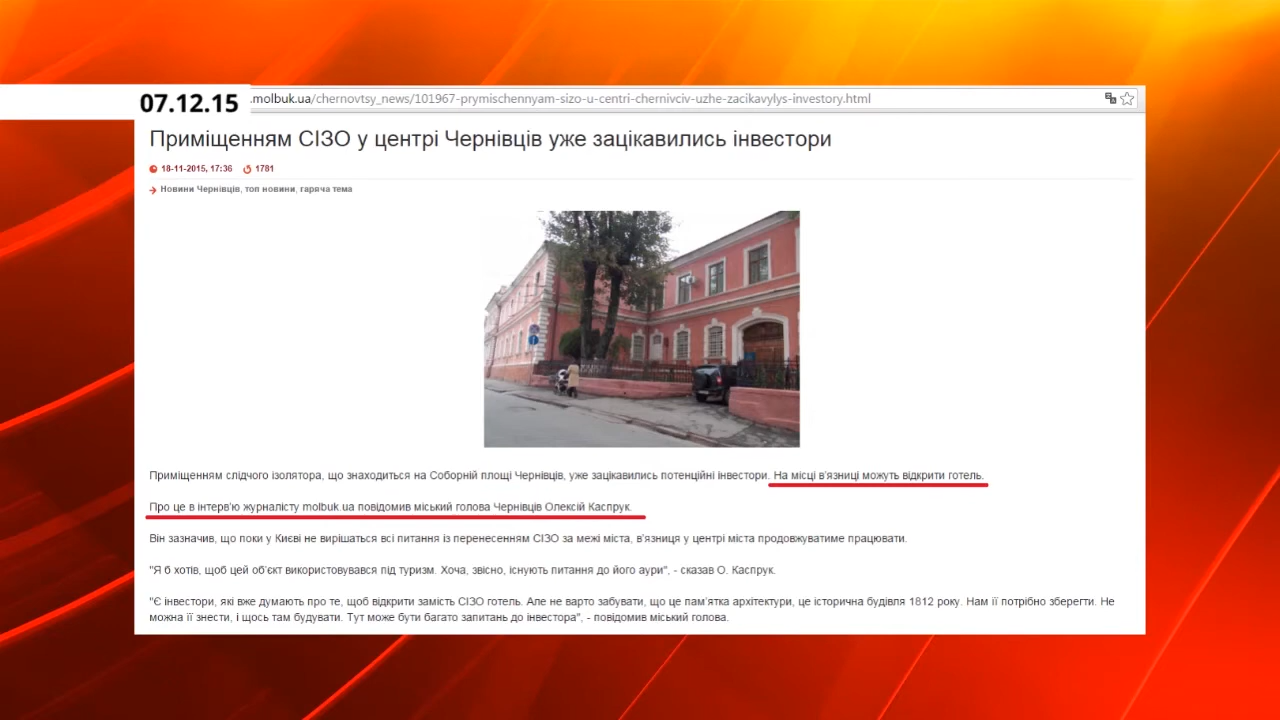 07.12.15
.molbuk.ua/chernovtsy_news/101967-prymischennyam-sizo-u-centri-chernivciv-uzhe-zacikavylys-investory.html
Приміщенням СІЗО у центрі Чернівців уже зацікавились інвестори
18-11-2015, 17:36 1781
Новини Чернівців, топ новини, гаряча тема
Приміщенням слідчого ізолятора, що знаходиться на Соборній площі Чернівців, уже зацікавились потенційні інвестори. На місці в'язниці можуть відкрити готель.
Про це в інтерв'ю журналісту molbuk.ua повідомив міський голова Чернівців Олексій Каспрук.
Він зазначив, що поки у Києві не вирішаться всі питання із перенесенням СІЗО за межі міста, в'язниця у центрі міста продовжуватиме працювати.
"Я б хотів, щоб цей об'єкт використовувався під туризм. Хоча, звісно, існують питання до його аури", - сказав О. Каспрук.
"Є інвестори, які вже думають про те, щоб відкрити замість СІЗО готель. Але не варто забувати, що це пам'ятка архітектури, це історична будівля 1812 року. Нам її потрібно зберегти. Не
можна її знести, і щось там будувати. Тут може бути багато запитань до інвестора", - повідомив міський голова.